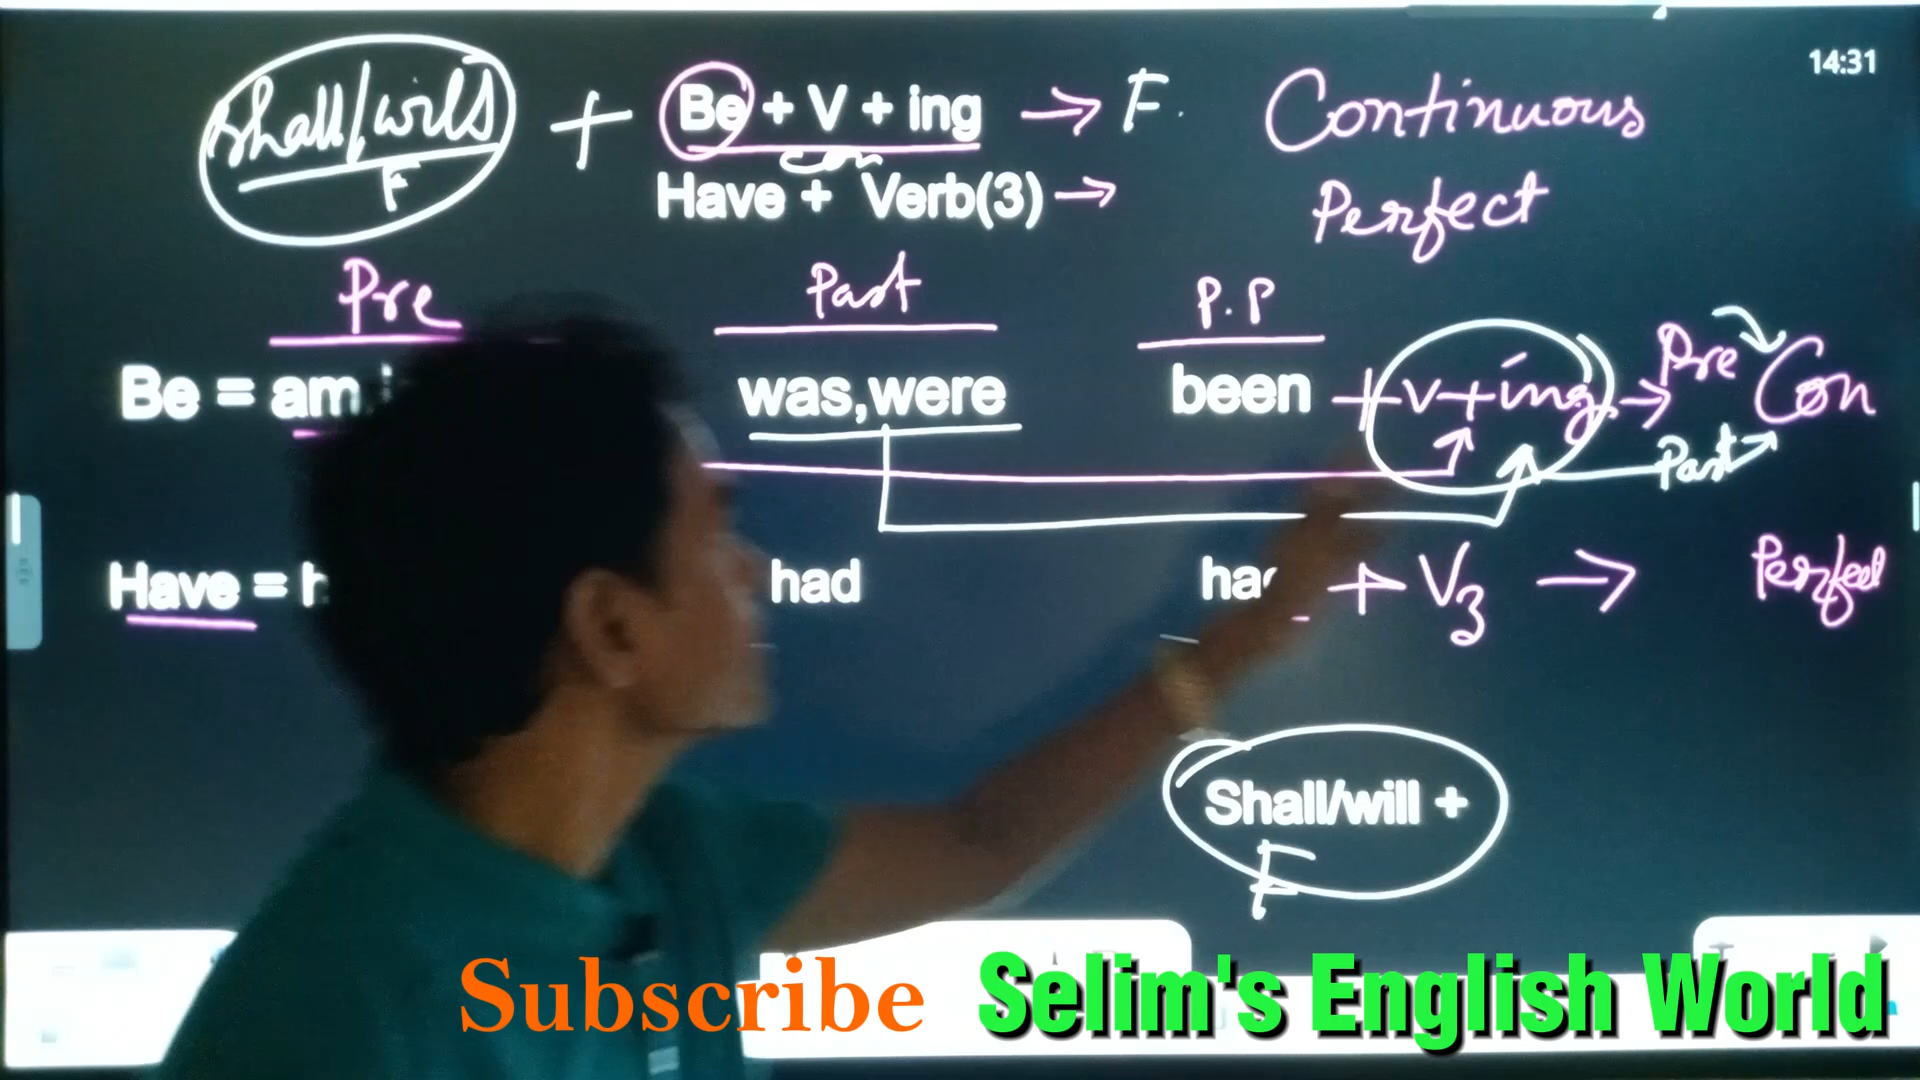 14:31
Shall/will + Be + V + ing → F. Continuous
F
con
Have + Verb(3) → Perfect
Pre Past P.P
Be = am was,were been + V + ing → Pre Con
Past
Have = h had + V3 → Perfect
Shall/will +
F
Subscribe Selim's English World